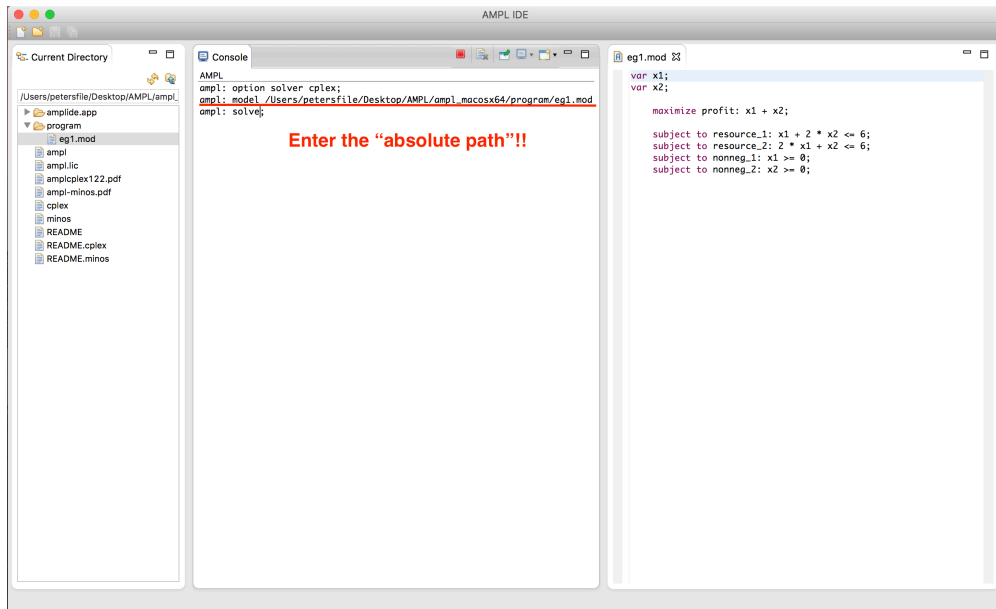 AMPL IDE
Current Directory
/Users/petersfile/Desktop/AMPL/ampl_
amplide.app
program
eg1.mod
ampl
ampl.lic
amplcplex122.pdf
ampl-minos.pdf
cplex
minos
README
README.cplex
README.minos
Console
AMPL
ampl: option solver cplex;
ampl: model /Users/petersfile/Desktop/AMPL/ampl_macosx64/program/eg1.mod
ampl: solve;
Enter the “absolute path”!!
eg1.mod
var x1;
var x2;
maximize profit: x1 + x2;
subject to resource_1: x1 + 2 * x2 <= 6;
subject to resource_2: 2 * x1 + x2 <= 6;
subject to nonneg_1: x1 >= 0;
subject to nonneg_2: x2 >= 0;